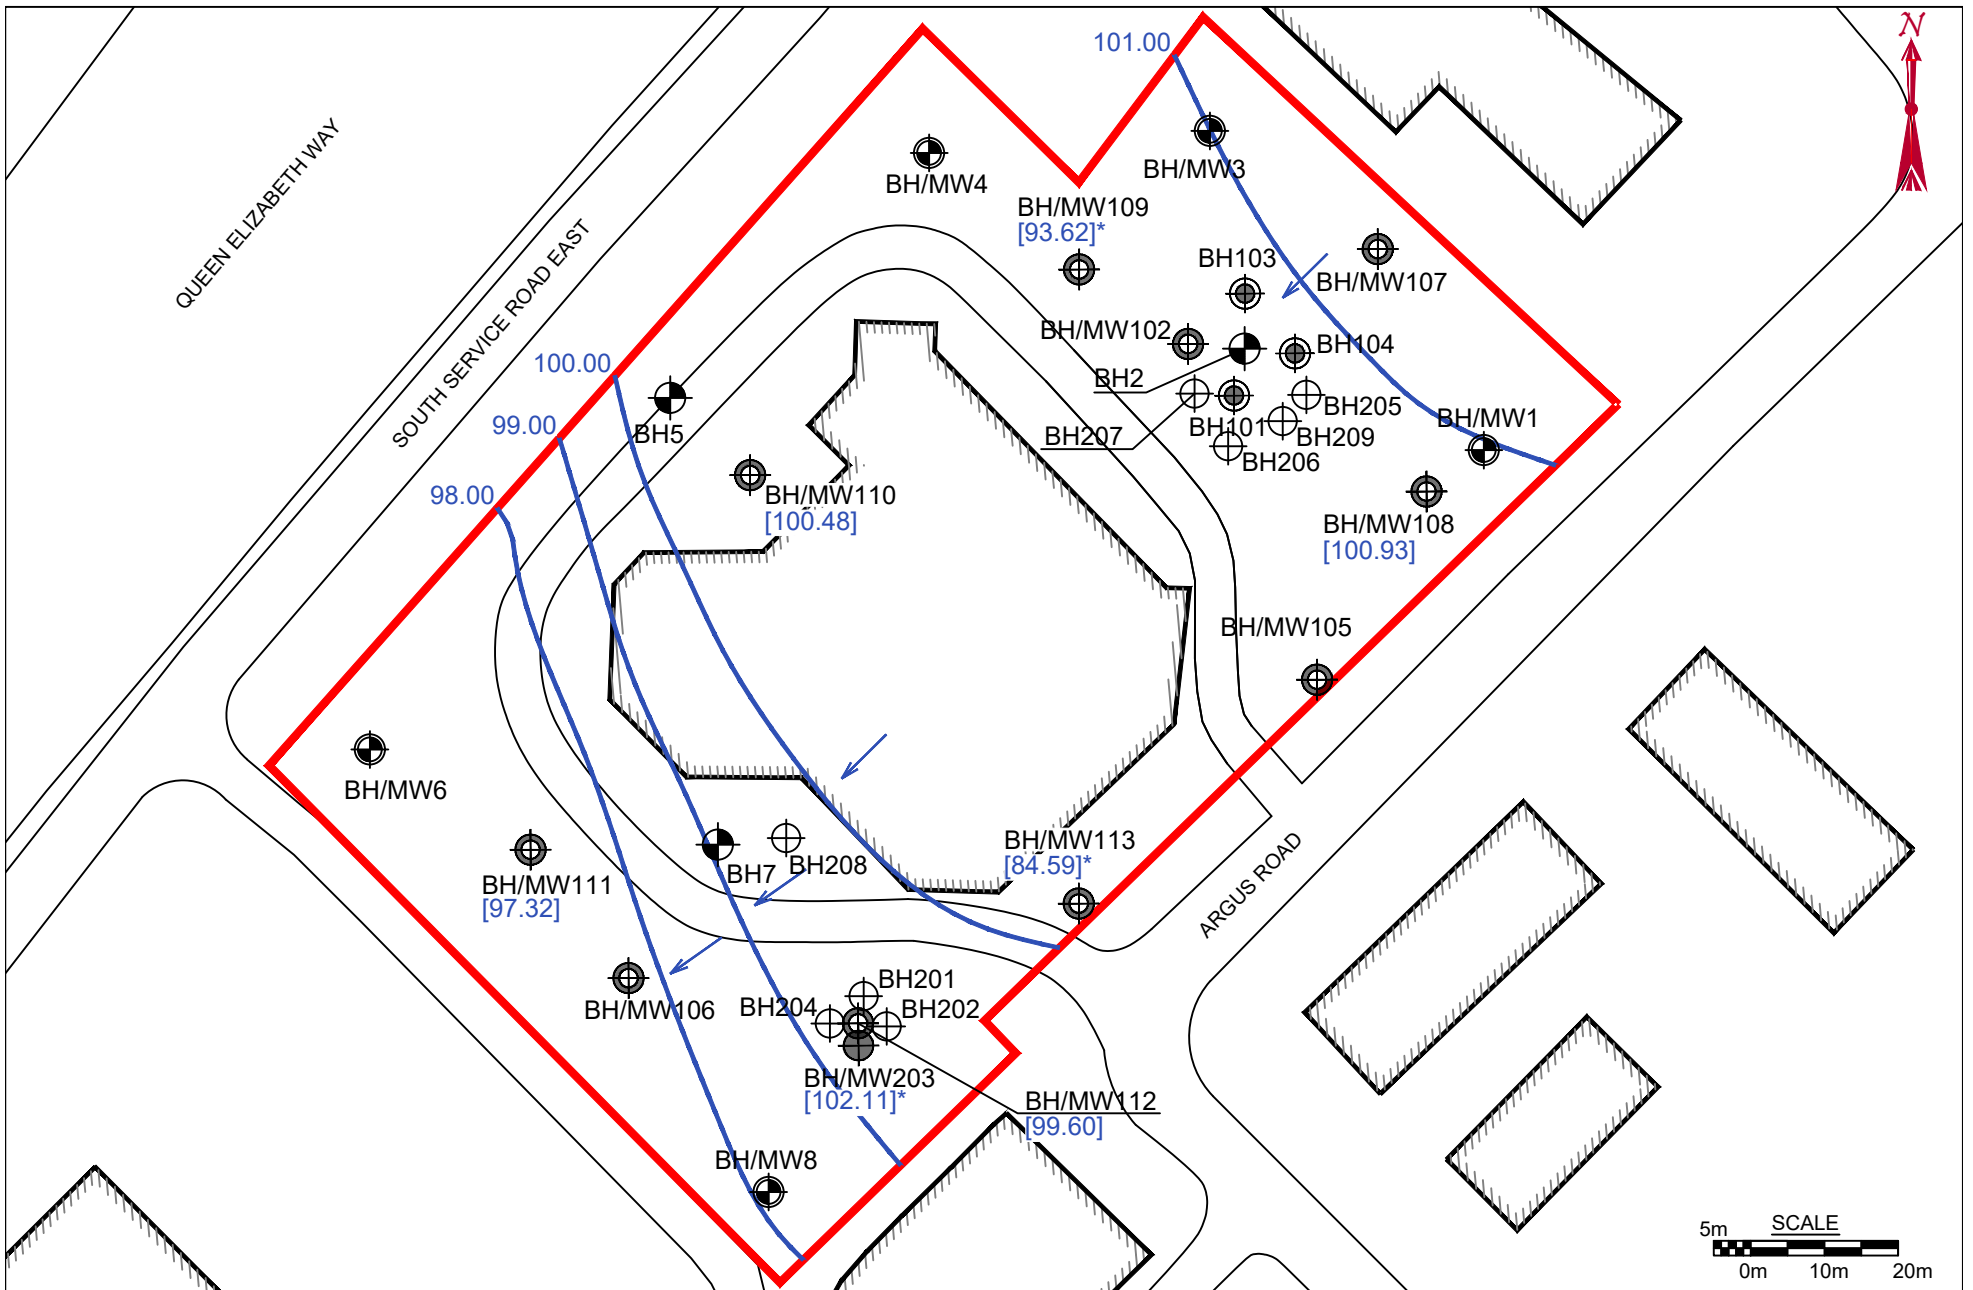 N
101.00
QUEEN ELIZABETH WAY
SOUTH SERVICE ROAD EAST
BH/MW4
BH/MW3
BH/MW109
[93.62]*
BH103
BH/MW107
BH/MW102
BH104
BH2
100.00
99.00
98.00
BH5
BH207
BH101
BH205
BH209
BH206
BH/MW1
BH/MW110
[100.48]
BH/MW108
[100.93]
BH/MW105
BH/MW6
BH/MW111
[97.32]
BH7
BH208
BH/MW113
[84.59]*
ARGUS ROAD
BH/MW106
BH204
BH201
BH202
BH/MW203
[102.11]*
BH/MW112
[99.60]
BH/MW8
5m
SCALE
0m
10m
20m